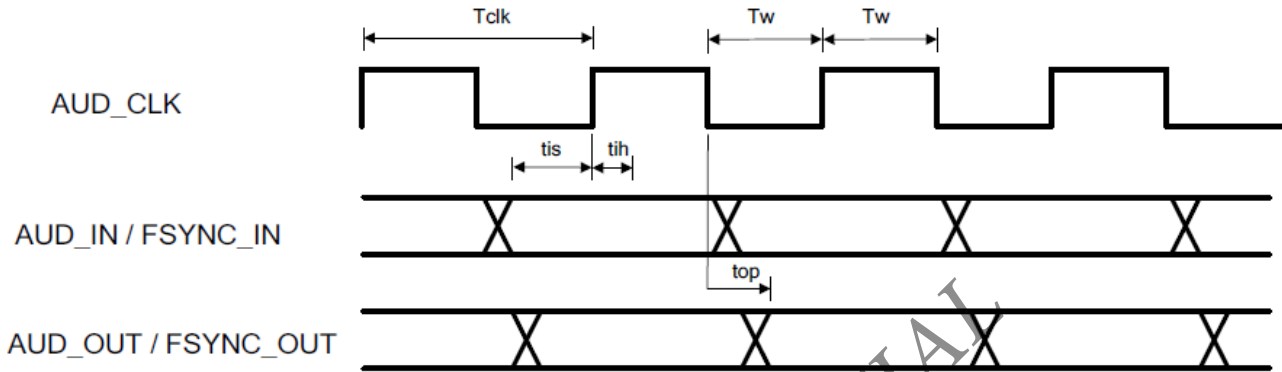 Tclk Tw Tw
AUD_CLK
tis tih
AUD_IN / FSYNC_IN
top
AUD_OUT / FSYNC_OUT